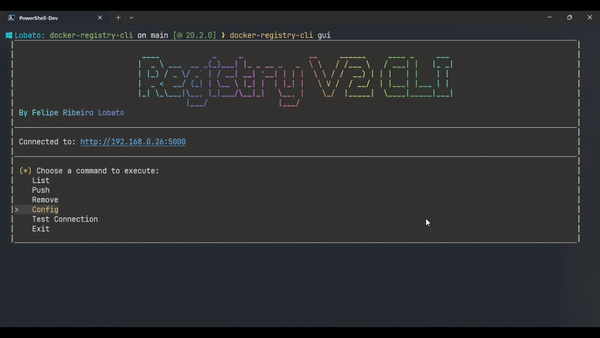 PowerShell-Dev
Lobato: docker-registry-cli on main [⊛ 20.2.0] ❯ docker-registry-cli gui
Registry V2 CLI
By Felipe Ribeiro Lobato
Connected to: http://192.168.0.26:5000
(*) Choose a command to execute:
List
Push
Remove
> Config
Test Connection
Exit